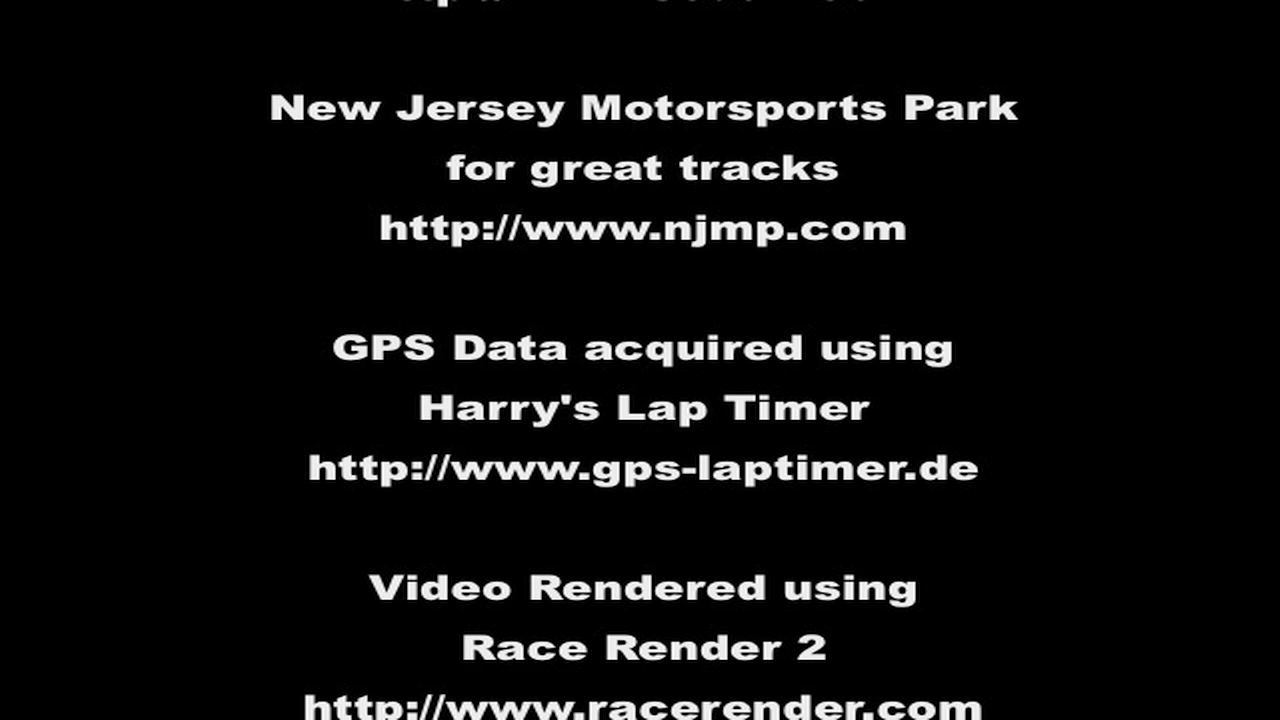 New Jersey Motorsports Park
for great tracks
http://www.njmp.com
GPS Data acquired using
Harry's Lap Timer
http://www.gps-laptimer.de
Video Rendered using
Race Render 2
http://www.racerender.com